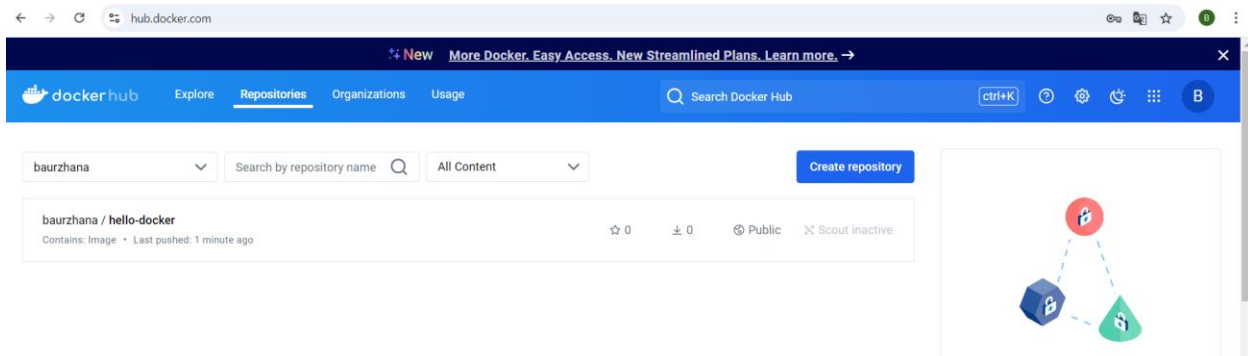 hub.docker.com
B
New More Docker. Easy Access. New Streamlined Plans. Learn more. →
dockerhub Explore Repositories Organizations Usage Search Docker Hub ctrl+K B
baurzhana Search by repository name All Content Create repository
baurzhana / hello-docker
Contains: Image • Last pushed: 1 minute ago
0 0 Public Scout inactive